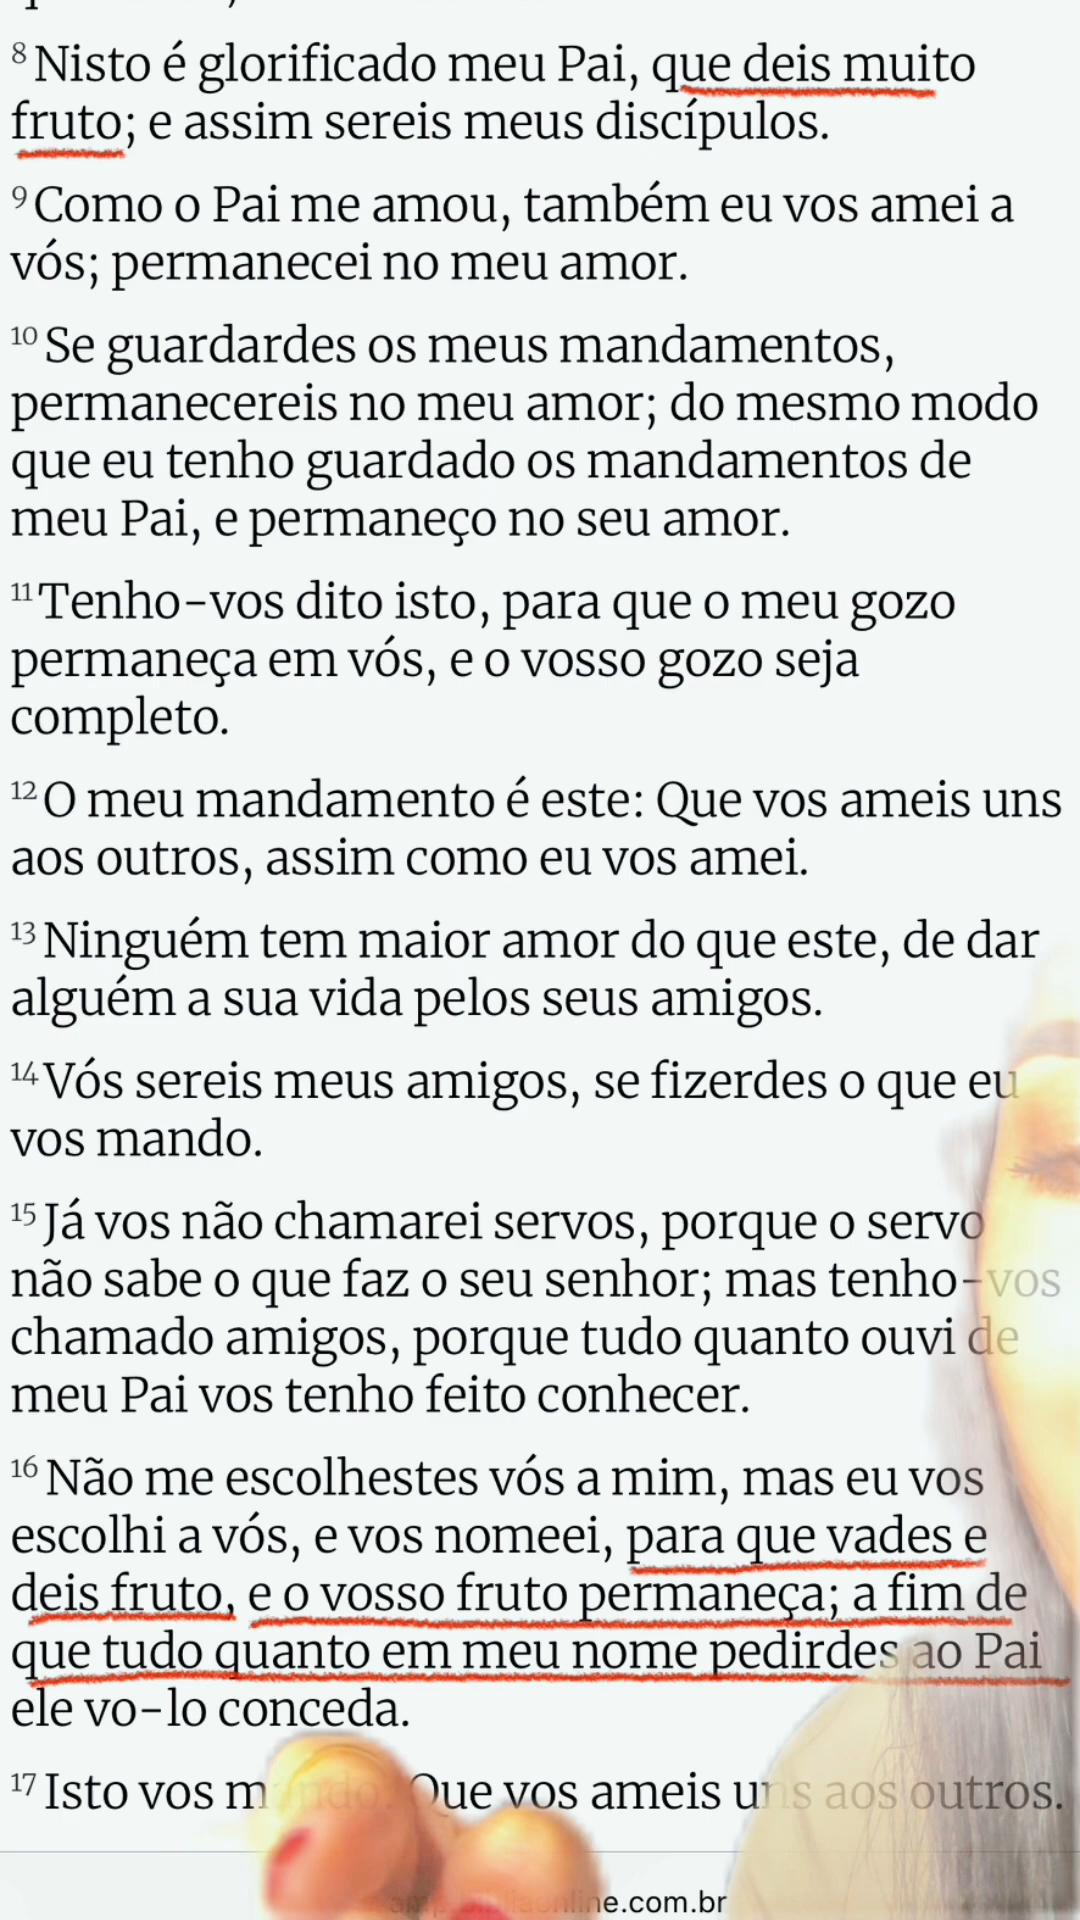 8 Nisto é glorificado meu Pai, que deis muito
fruto; e assim sereis meus discípulos.
9 Como o Pai me amou, também eu vos amei a
vós; permanecei no meu amor.
10 Se guardardes os meus mandamentos,
permanecereis no meu amor; do mesmo modo
que eu tenho guardado os mandamentos de
meu Pai, e permaneço no seu amor.
11 Tenho-vos dito isto, para que o meu gozo
permaneça em vós, e o vosso gozo seja
completo.
12 O meu mandamento é este: Que vos ameis uns
aos outros, assim como eu vos amei.
13 Ninguém tem maior amor do que este, de dar
alguém a sua vida pelos seus amigos.
14 Vós sereis meus amigos, se fizerdes o que eu
vos mando.
15 Já vos não chamarei servos, porque o servo
não sabe o que faz o seu senhor; mas tenho-vos
chamado amigos, porque tudo quanto ouvi de
meu Pai vos tenho feito conhecer.
16 Não me escolhestes vós a mim, mas eu vos
escolhi a vós, e vos nomeei, para que vades e
deis fruto, e o vosso fruto permaneça; a fim de
que tudo quanto em meu nome pedirdes ao Pai
ele vo-lo conceda.
17 Isto vos mando: Que vos ameis uns aos outros.